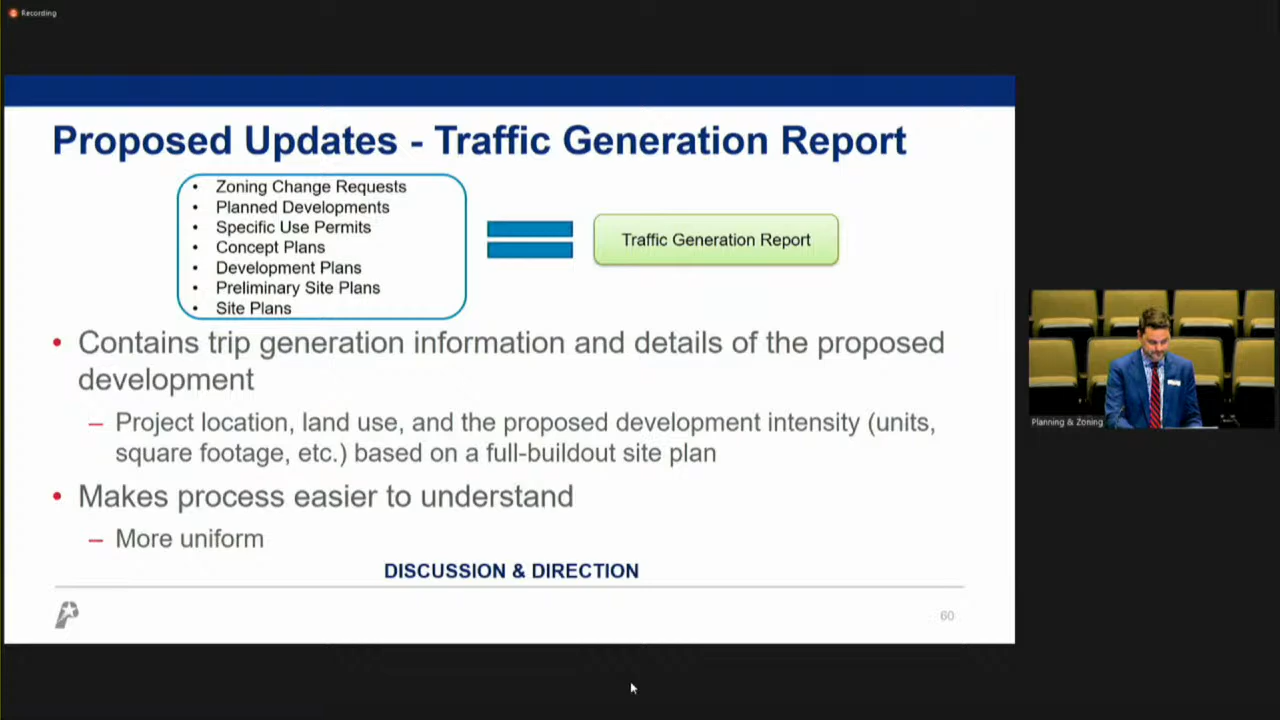 Recording
Proposed Updates - Traffic Generation Report
• Zoning Change Requests
• Planned Developments
• Specific Use Permits
• Concept Plans
• Development Plans
• Preliminary Site Plans
• Site Plans
Traffic Generation Report
• Contains trip generation information and details of the proposed
development
– Project location, land use, and the proposed development intensity (units,
square footage, etc.) based on a full-buildout site plan
• Makes process easier to understand
– More uniform
DISCUSSION & DIRECTION
60
Planning & Zoning